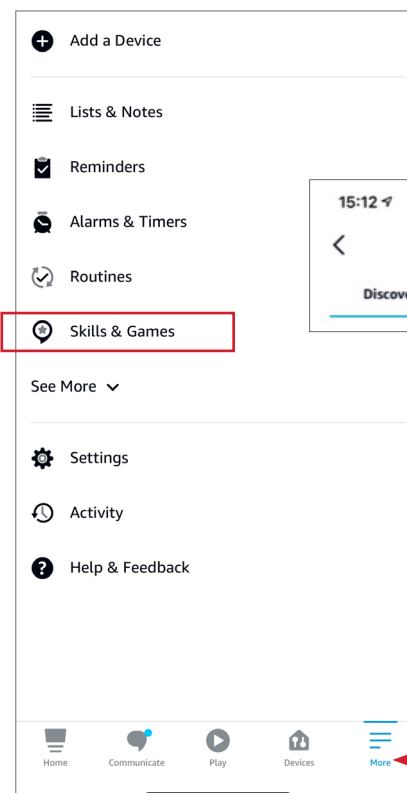 Add a Device
Lists & Notes
Reminders
Alarms & Timers
Routines
Skills & Games
See More
Settings
Activity
Help & Feedback
15:12
Discove
Home
Communicate
Play
Devices
More